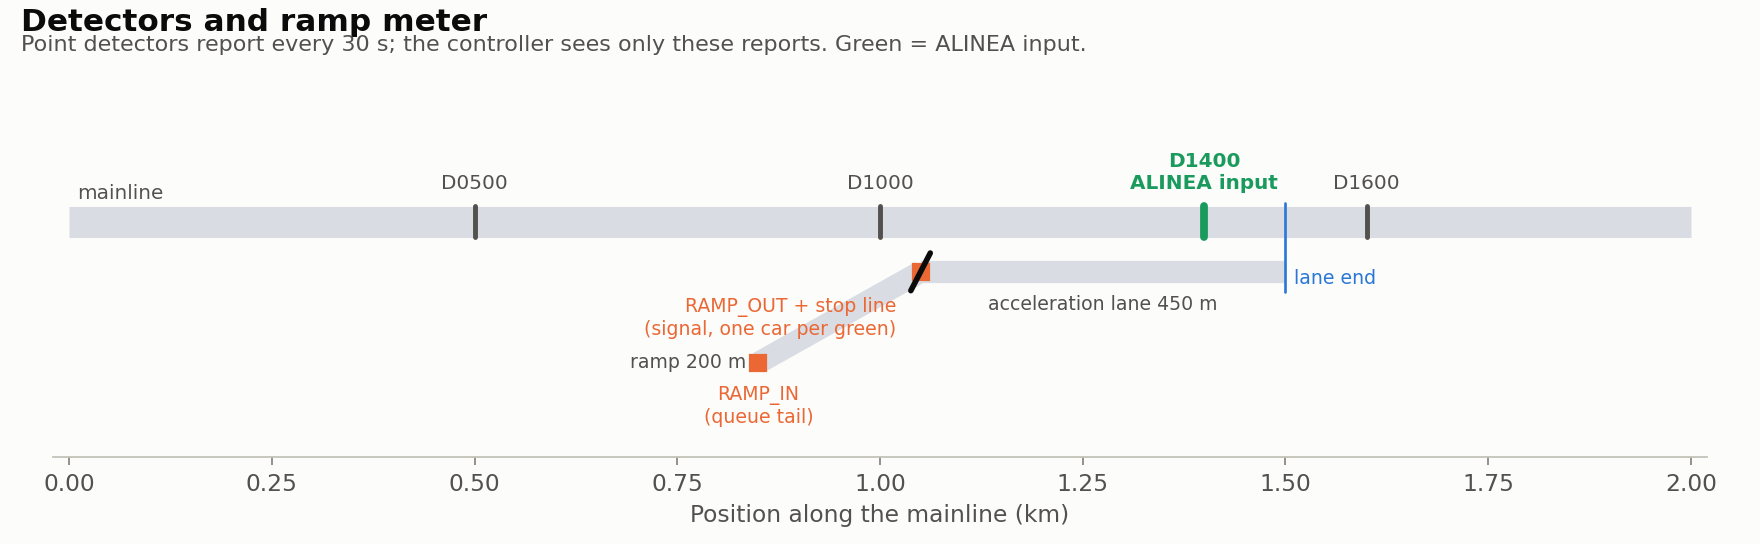 Detectors and ramp meter
Point detectors report every 30 s; the controller sees only these reports. Green = ALINEA input.
D1400
mainline
D0500
D1000
ALINEA input
D1600
lane end
RAMP_OUT + stop line
acceleration lane 450 m
(signal, one car per green)
ramp 200 m
RAMP_IN
(queue tail)
0.00 0.25 0.50 0.75 1.00 1.25 1.50 1.75 2.00
Position along the mainline (km)